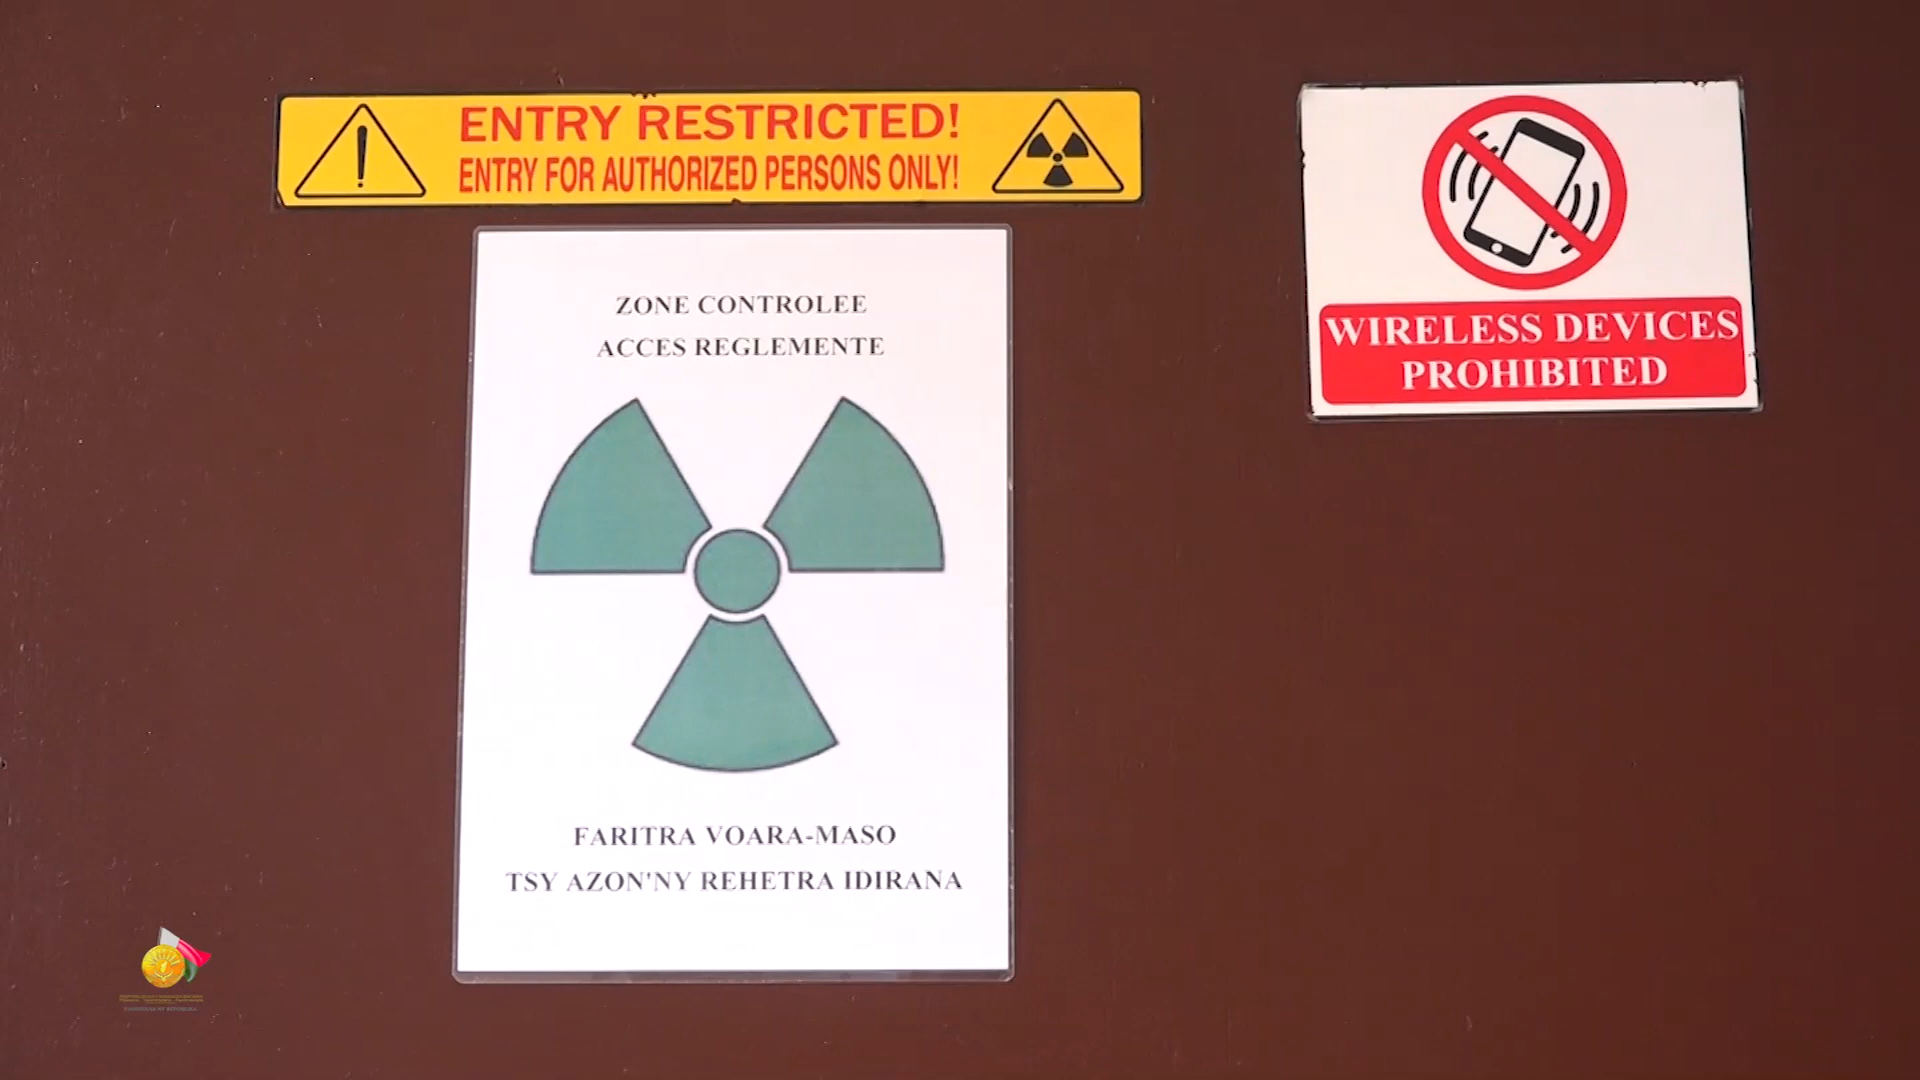 ENTRY RESTRICTED!
ENTRY FOR AUTHORIZED PERSONS ONLY!
ZONE CONTROLEE
ACCES REGLEMENTE
FARITRA VOARA-MASO
TSY AZON'NY REHETRA IDIRANA
WIRELESS DEVICES
PROHIBITED